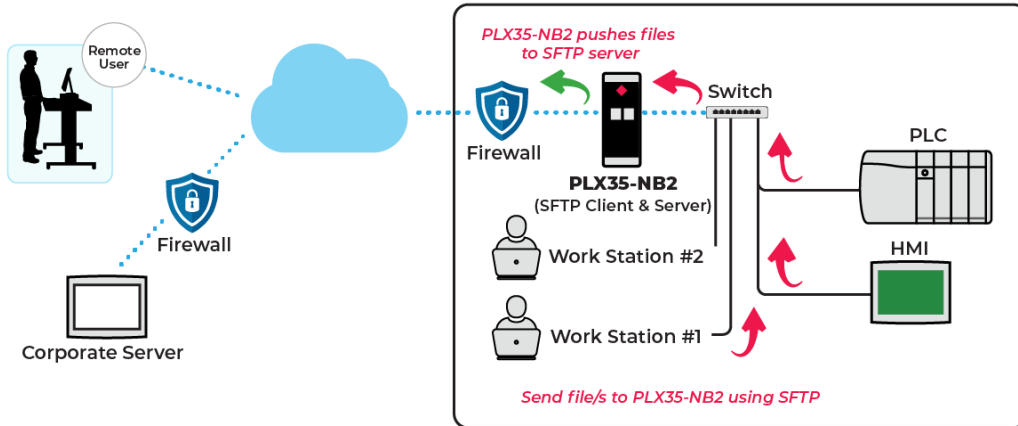 Remote
User
PLX35-NB2 pushes files
to SFTP server
Switch
Firewall
PLC
PLX35-NB2
(SFTP Client & Server)
Firewall
Work Station #2
HMI
Work Station #1
Corporate Server
Send file/s to PLX35-NB2 using SFTP